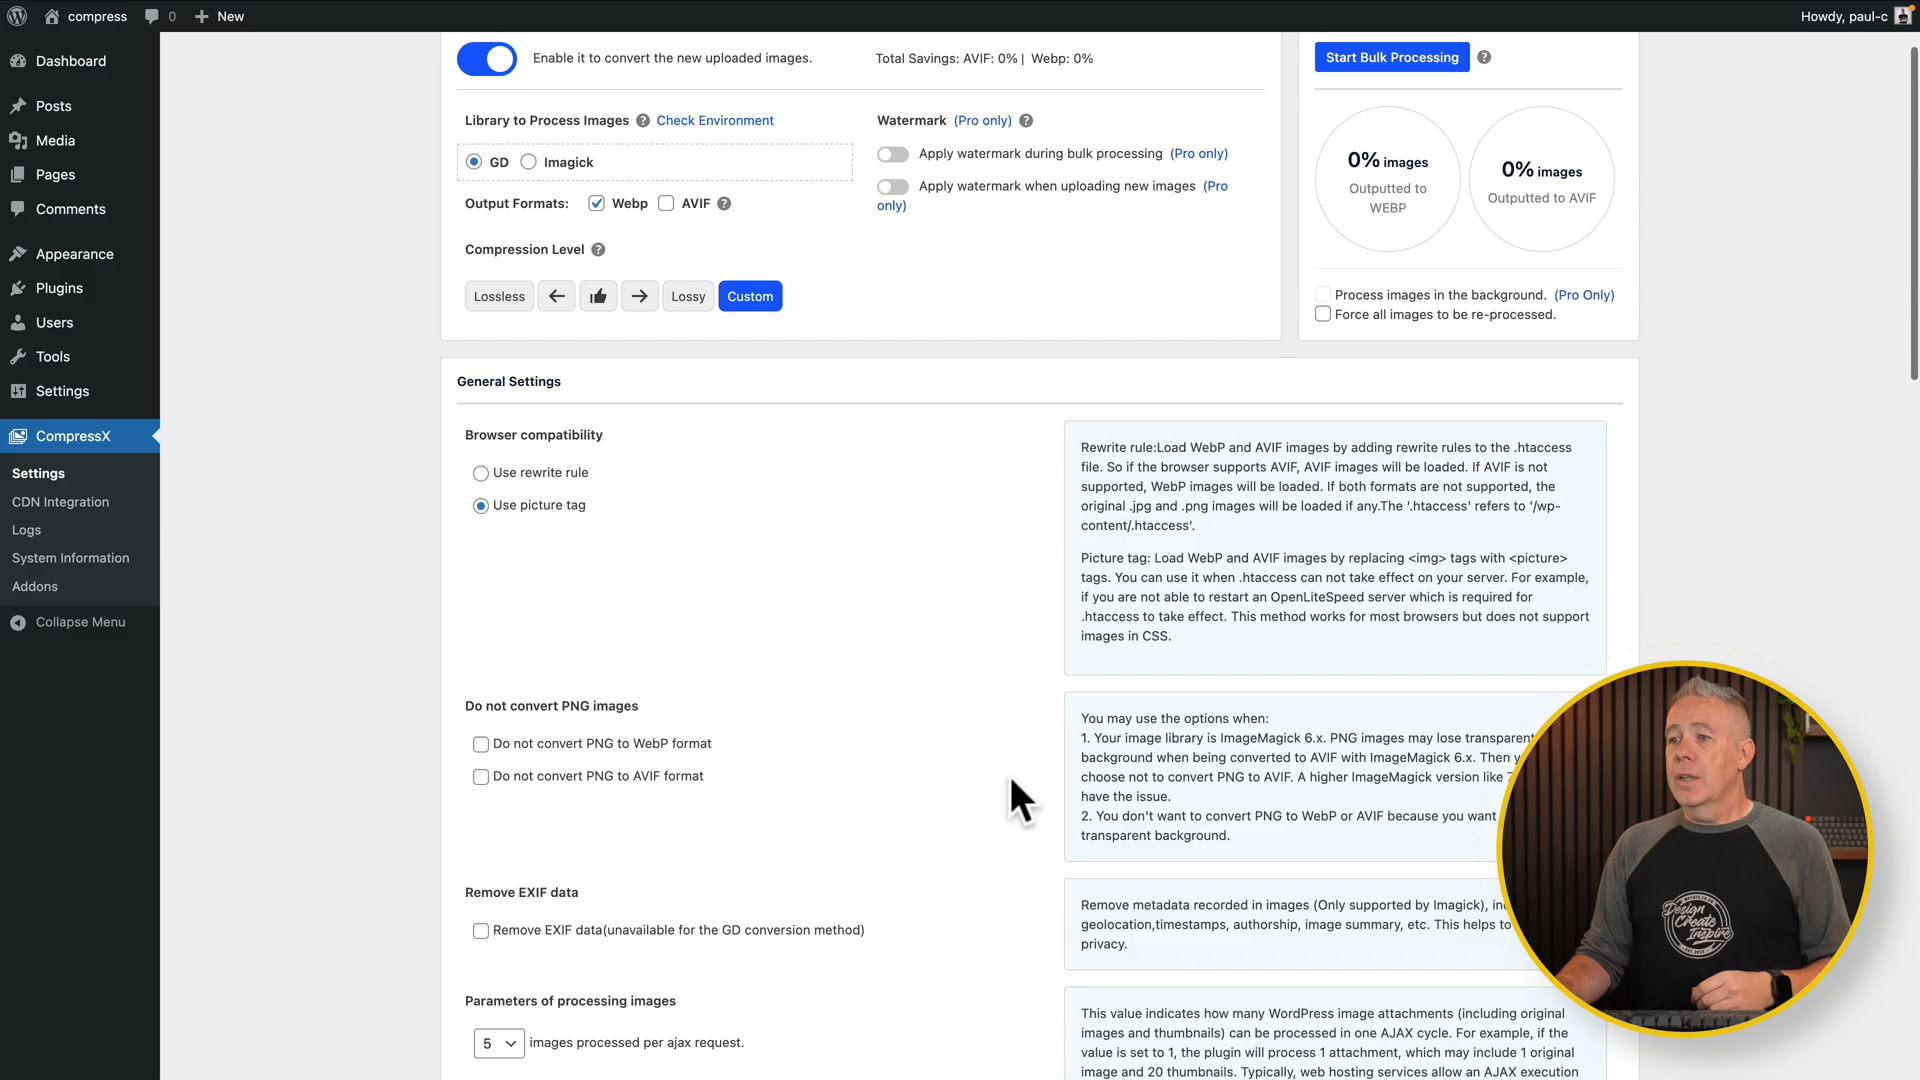 compress
0
New
Howdy, paul-c
Dashboard
Posts
Media
Pages
Comments
Appearance
Plugins
Users
Tools
Settings
CompressX
Settings
CDN Integration
Logs
System Information
Addons
Collapse Menu
Enable it to convert the new uploaded images.
Total Savings: AVIF: 0% | Webp: 0%
Library to Process Images ? Check Environment
GD Imagick
Output Formats: Webp AVIF ?
Compression Level ?
Lossless Lossy Custom
Watermark (Pro only) ?
Apply watermark during bulk processing (Pro only)
Apply watermark when uploading new images (Pro
only)
Start Bulk Processing ?
0% images
Outputted to
WEBP
0% images
Outputted to AVIF
Process images in the background. (Pro Only)
Force all images to be re-processed.
General Settings
Browser compatibility
Use rewrite rule
Use picture tag
Rewrite rule:Load WebP and AVIF images by adding rewrite rules to the .htaccess
file. So if the browser supports AVIF, AVIF images will be loaded. If AVIF is not
supported, WebP images will be loaded. If both formats are not supported, the
original .jpg and .png images will be loaded if any.The '.htaccess' refers to '/wp-
content/.htaccess'.
Picture tag: Load WebP and AVIF images by replacing <img> tags with <picture>
tags. You can use it when .htaccess can not take effect on your server. For example,
if you are not able to restart an OpenLiteSpeed server which is required for
.htaccess to take effect. This method works for most browsers but does not support
images in CSS.
Do not convert PNG images
Do not convert PNG to WebP format
Do not convert PNG to AVIF format
You may use the options when:
1. Your image library is ImageMagick 6.x. PNG images may lose transparent
background when being converted to AVIF with ImageMagick 6.x. Then
choose not to convert PNG to AVIF. A higher ImageMagick version like
have the issue.
2. You don't want to convert PNG to WebP or AVIF because you want
transparent background.
Remove EXIF data
Remove EXIF data(unavailable for the GD conversion method)
Remove metadata recorded in images (Only supported by Imagick),
geolocation,timestamps, authorship, image summary, etc. This helps to
privacy.
Parameters of processing images
5 images processed per ajax request.
This value indicates how many WordPress image attachments (including original
images and thumbnails) can be processed in one AJAX cycle. For example, if the
value is set to 1, the plugin will process 1 attachment, which may include 1 original
image and 20 thumbnails. Typically, web hosting services allow an AJAX execution
Design
Create
Inspire